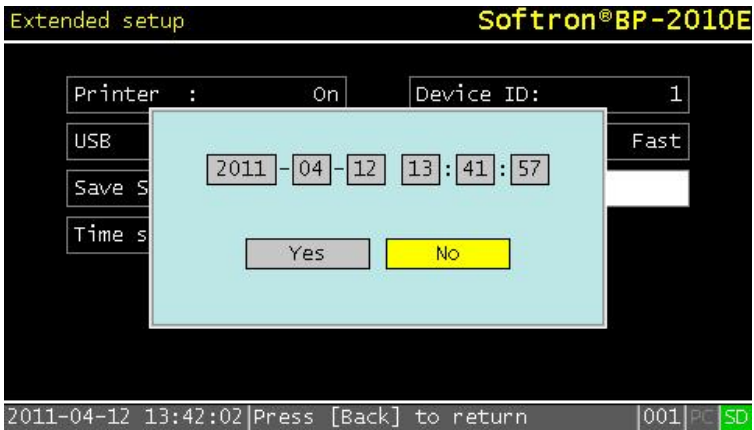 Extended setup Softron®BP-2010E
Printer : On Device ID: 1
USB Fast
2011-04-12 13:41:57
Save S
Time s
Yes No
2011-04-12 13:42:02 Press [Back] to return 001 PC SD